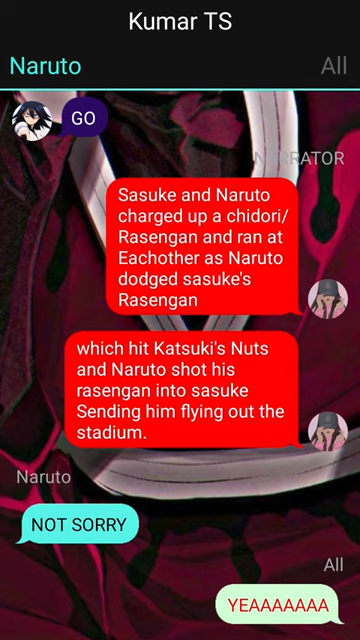 Kumar TS
Naruto All
GO
NARRATOR
Sasuke and Naruto
charged up a chidori/
Rasengan and ran at
Eachother as Naruto
dodged sasuke's
Rasengan
which hit Katsuki's Nuts
and Naruto shot his
rasengan into sasuke
Sending him flying out the
stadium.
Naruto
NOT SORRY
All
YEAAAAAAA